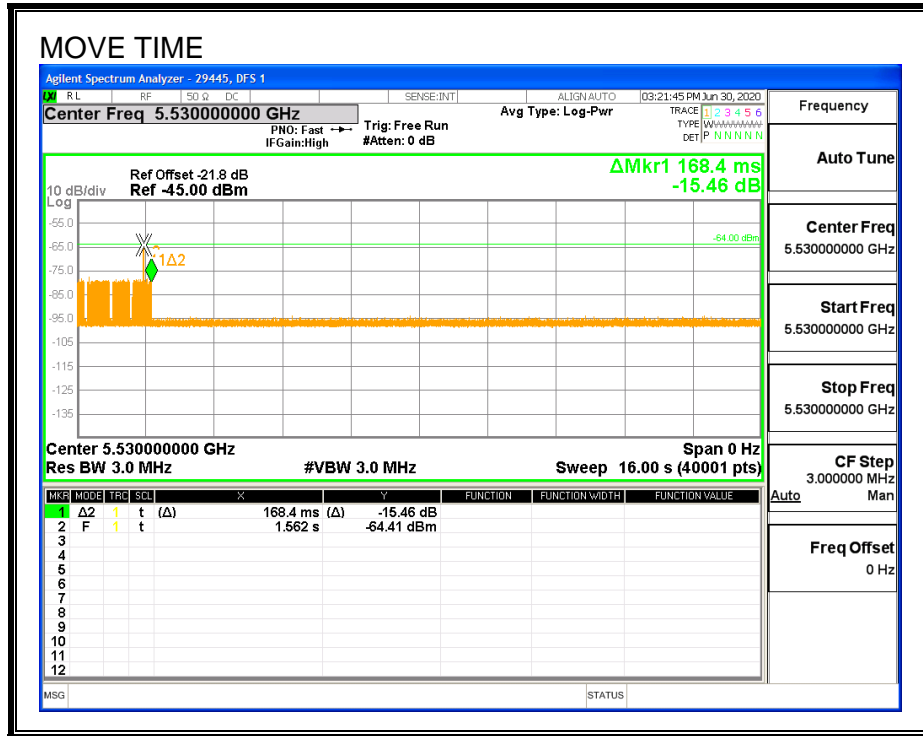 MOVE TIME
Agilent Spectrum Analyzer - 29445, DFS 1
LXI RL RF 50 Ω DC SENSE:INT ALIGN AUTO 03:21:45 PM Jun 30, 2020
Center Freq 5.530000000 GHz
PNO: Fast
IFGain:High
Trig: Free Run
#Atten: 0 dB
Avg Type: Log-Pwr
TRACE 1 2 3 4 5 6
TYPE WWWWWW
DET P N N N N N
ΔMkr1 168.4 ms
-15.46 dB
Ref Offset -21.8 dB
10 dB/div Ref -45.00 dBm
Log
-55.0
-65.0
-75.0
-85.0
-95.0
-105
-115
-125
-135
-64.00 dBm
1Δ2
Center 5.530000000 GHz Span 0 Hz
Res BW 3.0 MHz #VBW 3.0 MHz Sweep 16.00 s (40001 pts)
MKR MODE TRC SCL X Y FUNCTION FUNCTION WIDTH FUNCTION VALUE
1 Δ2 1 t (Δ) 168.4 ms (Δ) -15.46 dB
2 F 1 t 1.562 s -64.41 dBm
3
4
5
6
7
8
9
10
11
12
MSG STATUS
Frequency
Auto Tune
Center Freq
5.530000000 GHz
Start Freq
5.530000000 GHz
Stop Freq
5.530000000 GHz
CF Step
3.000000 MHz
Auto Man
Freq Offset
0 Hz